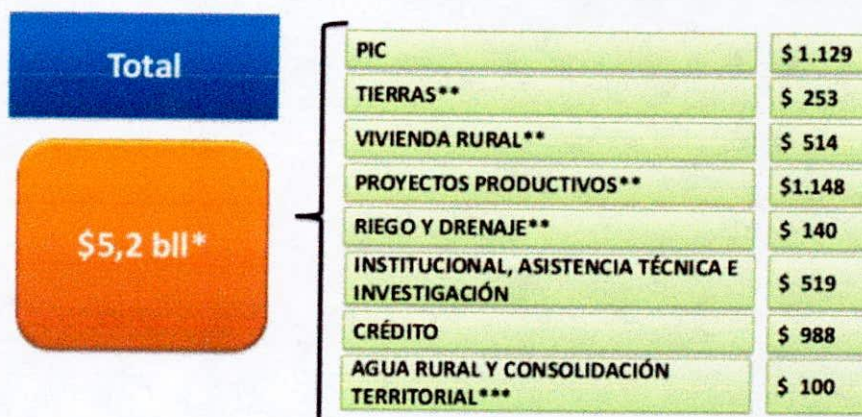 Total
$5,2 bll*
PIC $ 1.129
TIERRAS** $ 253
VIVIENDA RURAL** $ 514
PROYECTOS PRODUCTIVOS** $1.148
RIEGO Y DRENAJE** $ 140
INSTITUCIONAL, ASISTENCIA TÉCNICA E
INVESTIGACIÓN $ 519
CRÉDITO $ 988
AGUA RURAL Y CONSOLIDACIÓN
TERRITORIAL*** $ 100